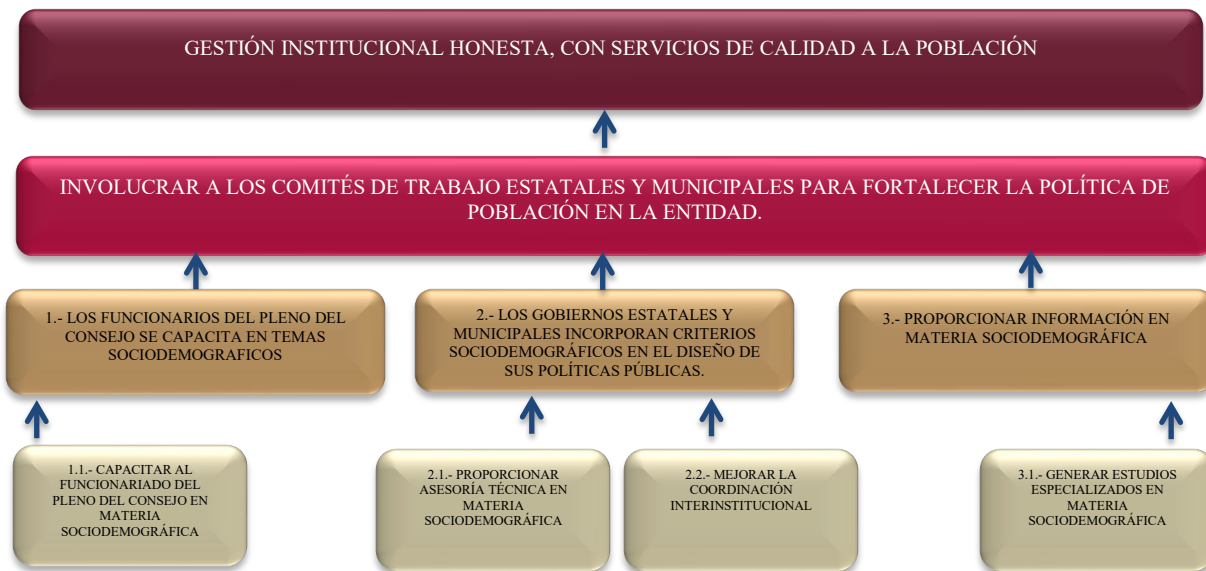 GESTIÓN INSTITUCIONAL HONESTA, CON SERVICIOS DE CALIDAD A LA POBLACIÓN
INVOLUCRAR A LOS COMITÉS DE TRABAJO ESTATALES Y MUNICIPALES PARA FORTALECER LA POLÍTICA DE
POBLACIÓN EN LA ENTIDAD.
1.- LOS FUNCIONARIOS DEL PLENO DEL
CONSEJO SE CAPACITA EN TEMAS
SOCIODEMOGRAFICOS
2.- LOS GOBIERNOS ESTATALES Y
MUNICIPALES INCORPORAN CRITERIOS
SOCIODEMOGRÁFICOS EN EL DISEÑO DE
SUS POLÍTICAS PÚBLICAS.
3.- PROPORCIONAR INFORMACIÓN EN
MATERIA SOCIODEMOGRÁFICA
1.1.- CAPACITAR AL
FUNCIONARIADO DEL
PLENO DEL CONSEJO EN
MATERIA
SOCIODEMOGRÁFICA
2.1.- PROPORCIONAR
ASESORÍA TÉCNICA EN
MATERIA
SOCIODEMOGRÁFICA
2.2.- MEJORAR LA
COORDINACIÓN
INTERINSTITUCIONAL
3.1.- GENERAR ESTUDIOS
ESPECIALIZADOS EN
MATERIA
SOCIODEMOGRÁFICA